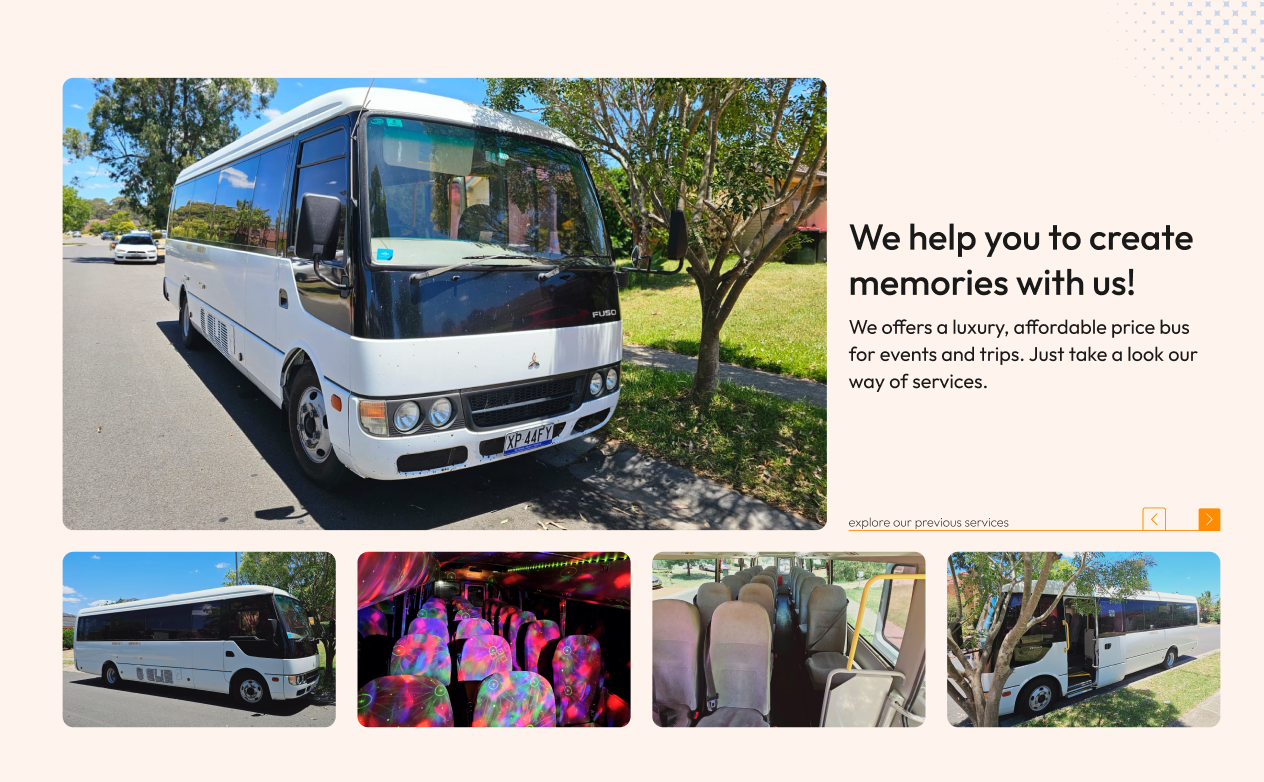 FUSO
XP 44FY
We help you to create
memories with us!
We offers a luxury, affordable price bus
for events and trips. Just take a look our
way of services.
explore our previous services